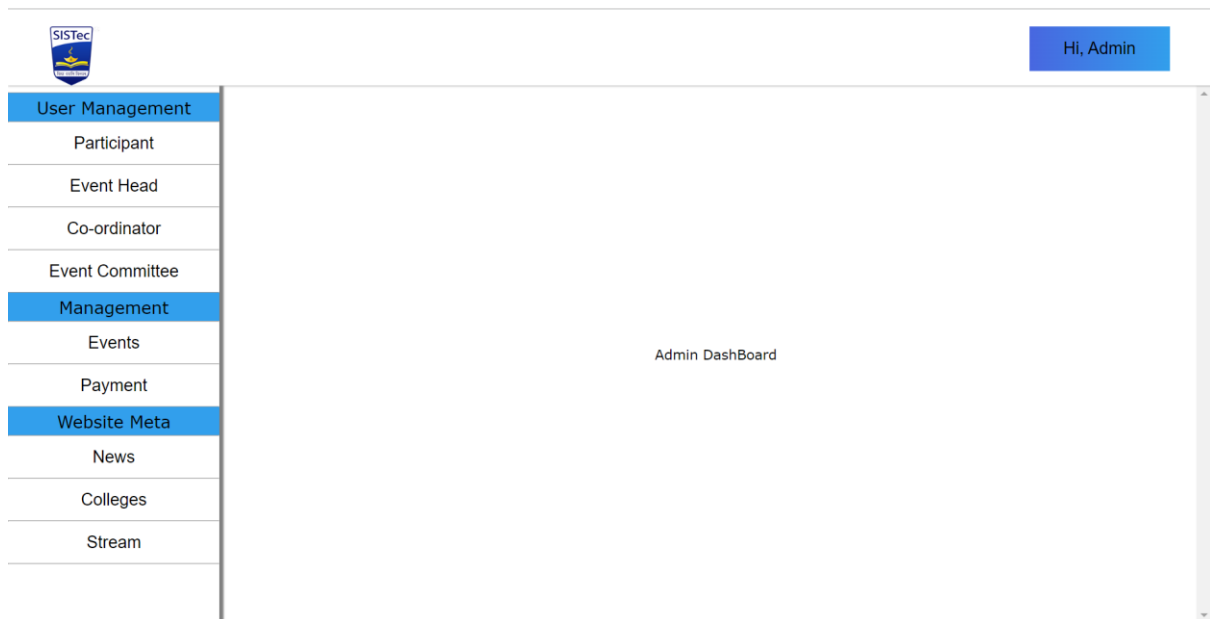 SISTec
Hi, Admin
User Management
Participant
Event Head
Co-ordinator
Event Committee
Management
Events
Payment
Website Meta
News
Colleges
Stream
Admin DashBoard